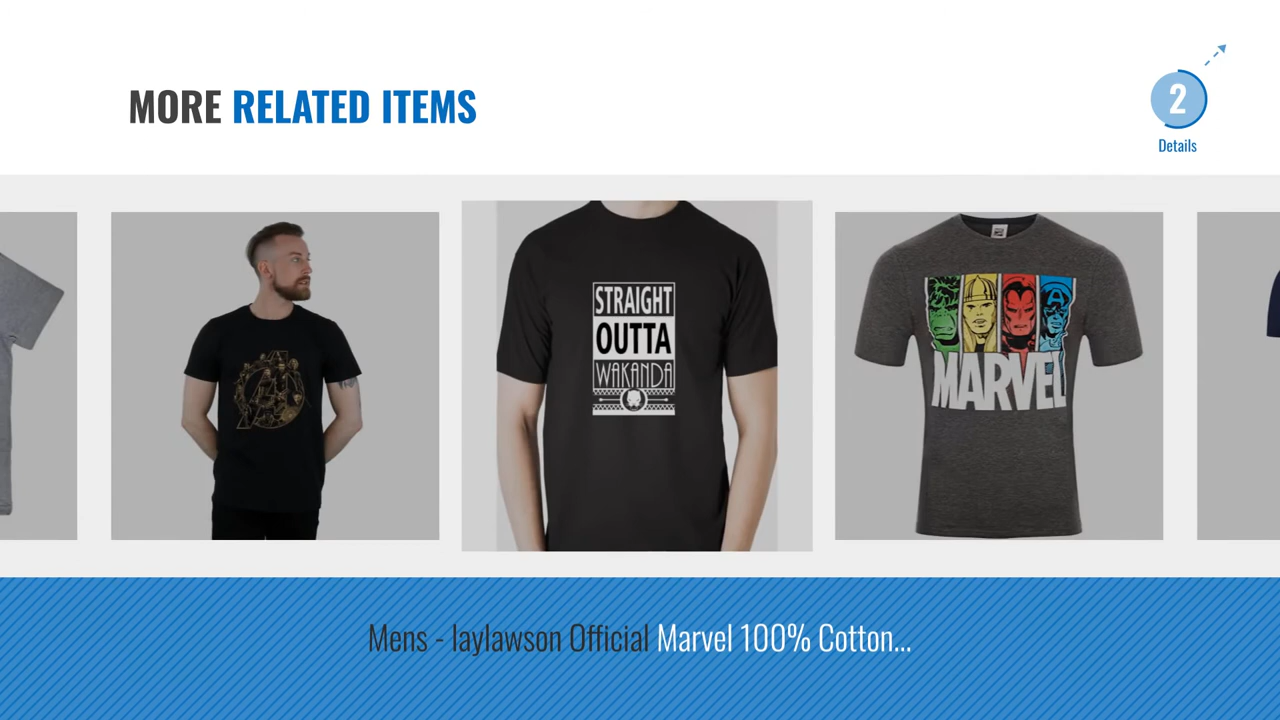 MORE RELATED ITEMS
2
Details
STRAIGHT
OUTTA
WAKANDA
MARVEL
Mens - laylawson Official Marvel 100% Cotton...